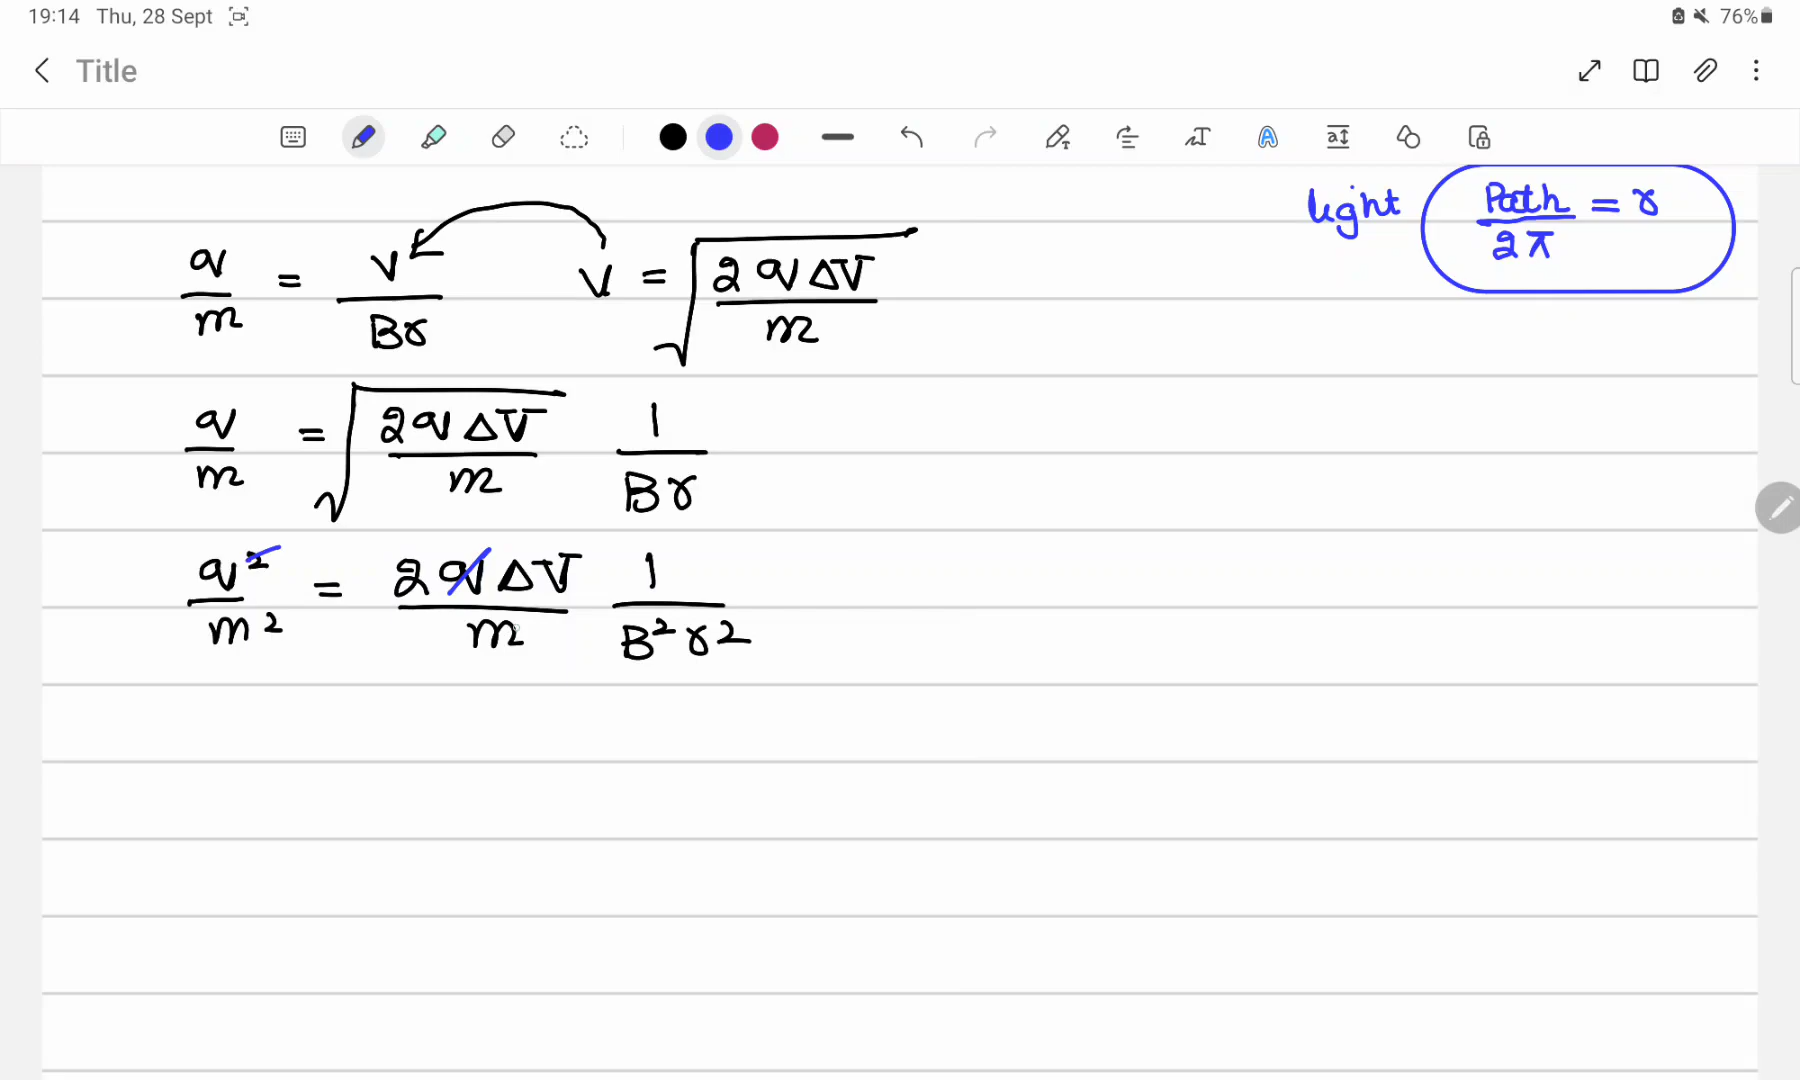 19:14 Thu, 28 Sept 76%
Title
light Path/2π = r
q/m = v/Br v = √(2qΔV/m)
q/m = √(2qΔV/m) 1/Br
q²/m² = 2qΔV/m 1/B²r²